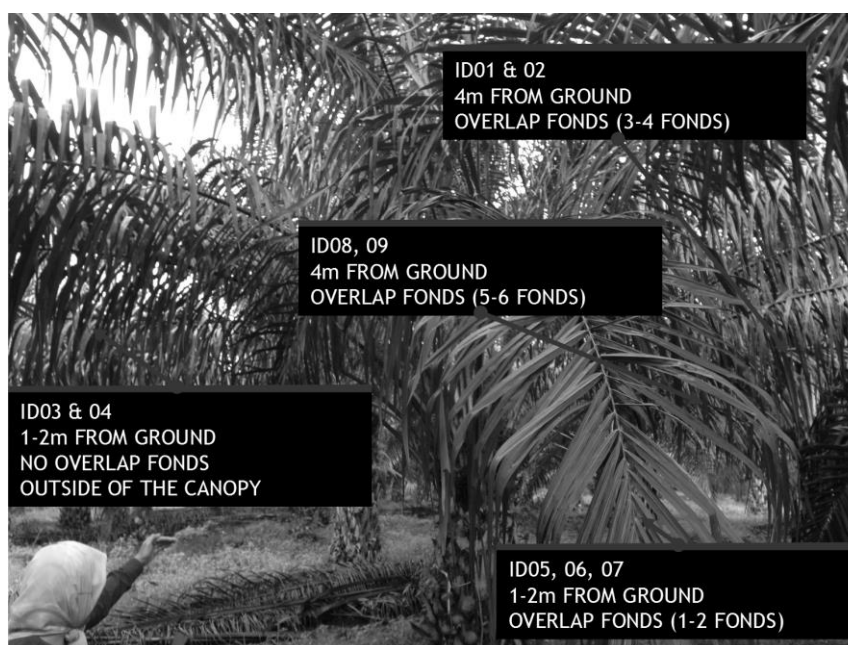 ID01 & 02
4m FROM GROUND
OVERLAP FONDS (3-4 FONDS)
ID08, 09
4m FROM GROUND
OVERLAP FONDS (5-6 FONDS)
ID03 & 04
1-2m FROM GROUND
NO OVERLAP FONDS
OUTSIDE OF THE CANOPY
ID05, 06, 07
1-2m FROM GROUND
OVERLAP FONDS (1-2 FONDS)